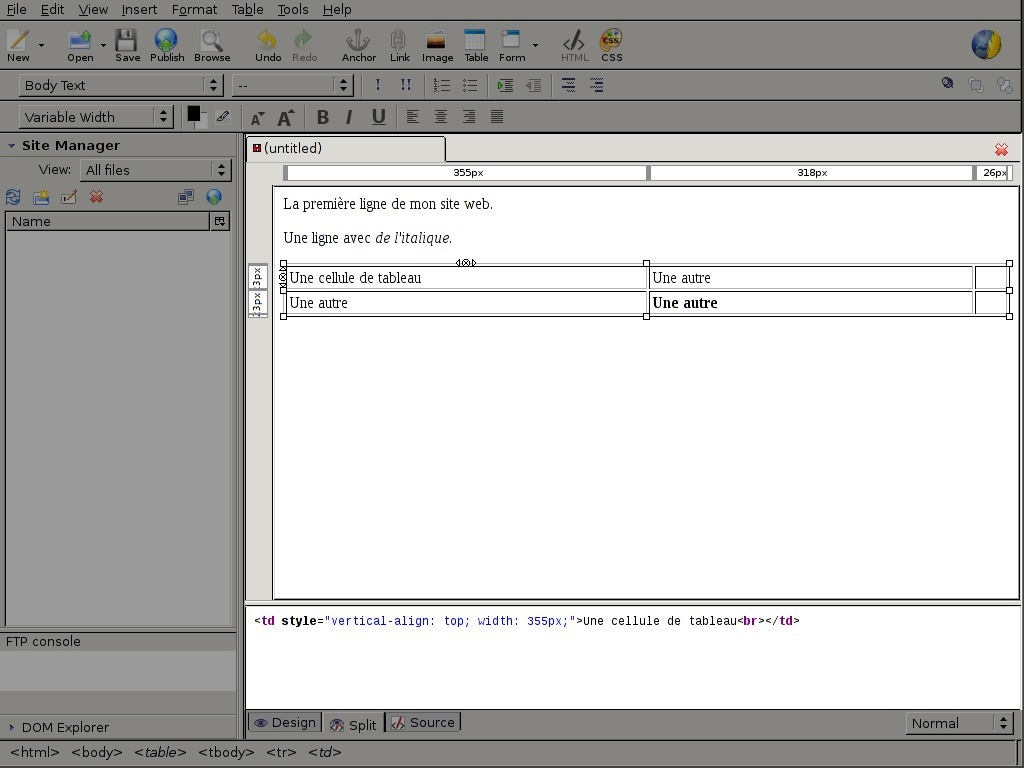 File Edit View Insert Format Table Tools Help
New Open Save Publish Browse Undo Redo Anchor Link Image Table Form HTML CSS
Body Text -- ! !!
Variable Width A A B I U
Site Manager
(untitled)
View: All files
355px 318px 26px
Name
La première ligne de mon site web.
Une ligne avec de l'italique.
Une cellule de tableau Une autre
Une autre Une autre
<td style="vertical-align: top; width: 355px;">Une cellule de tableau<br></td>
FTP console
DOM Explorer
Design Split Source Normal
<html> <body> <table> <tbody> <tr> <td>